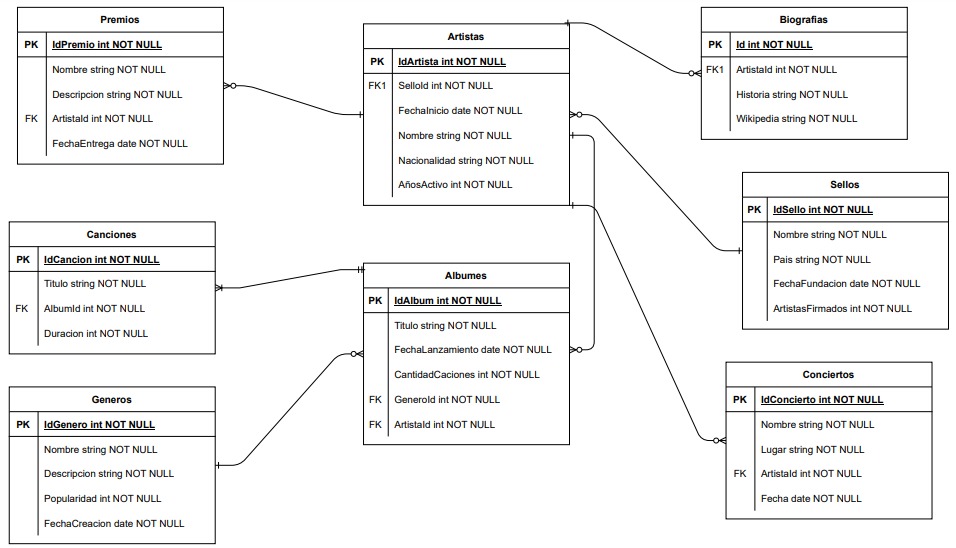 Premios
PK IdPremio int NOT NULL
Nombre string NOT NULL
Descripcion string NOT NULL
FK ArtistaId int NOT NULL
FechaEntrega date NOT NULL
Artistas
PK IdArtista int NOT NULL
FK1 SelloId int NOT NULL
FechaInicio date NOT NULL
Nombre string NOT NULL
Nacionalidad string NOT NULL
AñosActivo int NOT NULL
Biografias
PK Id int NOT NULL
FK1 ArtistaId int NOT NULL
Historia string NOT NULL
Wikipedia string NOT NULL
Sellos
PK IdSello int NOT NULL
Nombre string NOT NULL
Pais string NOT NULL
FechaFundacion date NOT NULL
ArtistasFirmados int NOT NULL
Canciones
PK IdCancion int NOT NULL
Titulo string NOT NULL
FK AlbumId int NOT NULL
Duracion int NOT NULL
Albumes
PK IdAlbum int NOT NULL
Titulo string NOT NULL
FechaLanzamiento date NOT NULL
CantidadCaciones int NOT NULL
FK GeneroId int NOT NULL
FK ArtistaId int NOT NULL
Generos
PK IdGenero int NOT NULL
Nombre string NOT NULL
Descripcion string NOT NULL
Popularidad int NOT NULL
FechaCreacion date NOT NULL
Conciertos
PK IdConcierto int NOT NULL
Nombre string NOT NULL
Lugar string NOT NULL
FK ArtistaId int NOT NULL
Fecha date NOT NULL